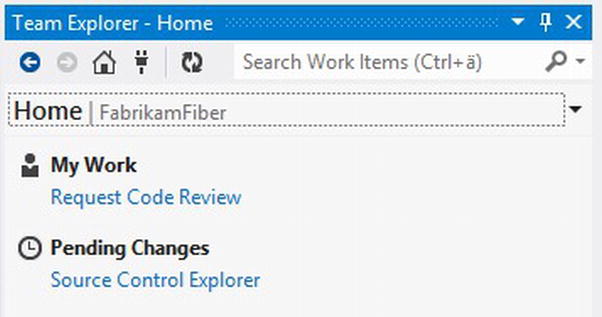 Team Explorer - Home
Search Work Items (Ctrl+ä)
Home | FabrikamFiber
My Work
Request Code Review
Pending Changes
Source Control Explorer